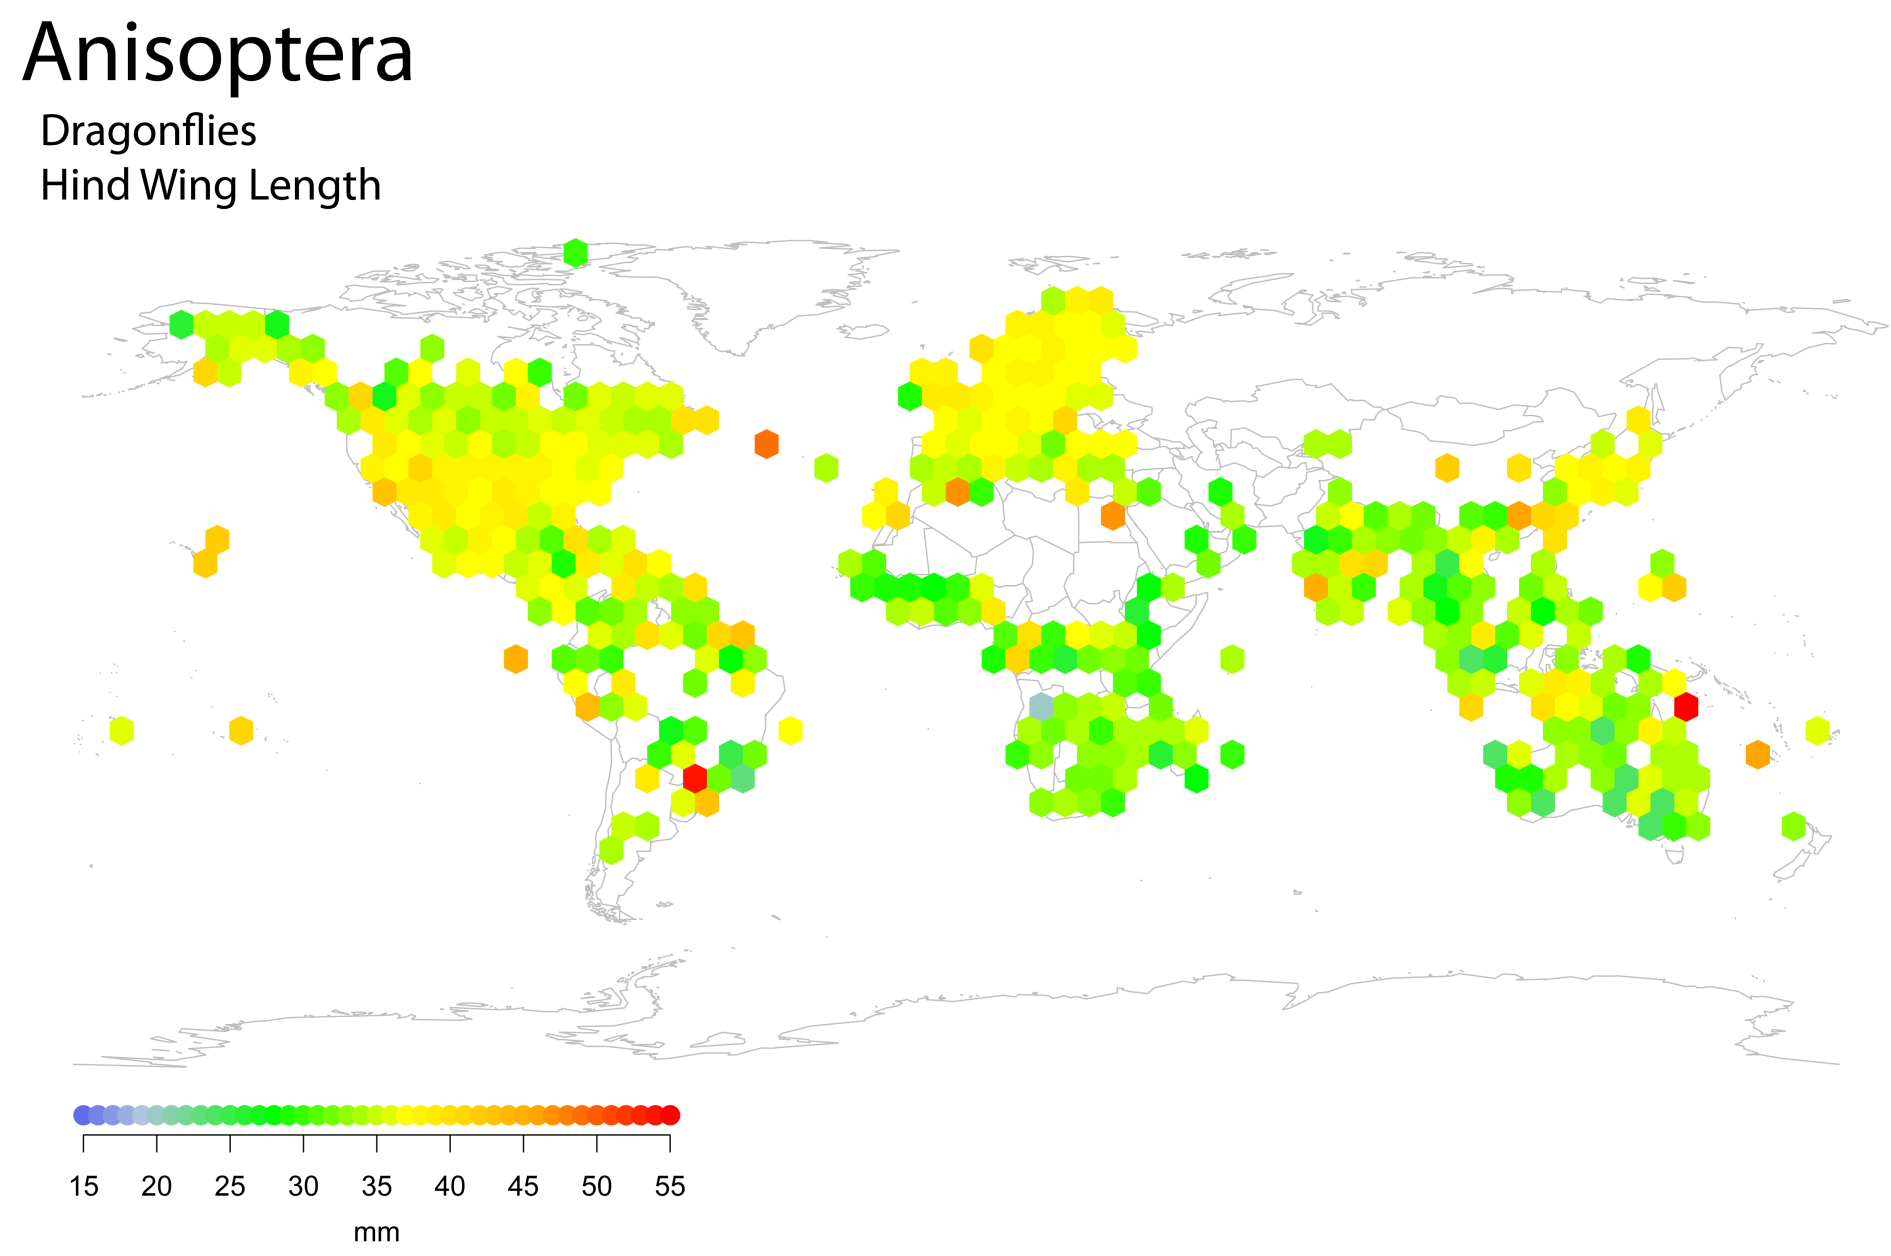 Anisoptera
Dragonflies
Hind Wing Length
15 20 25 30 35 40 45 50 55
mm